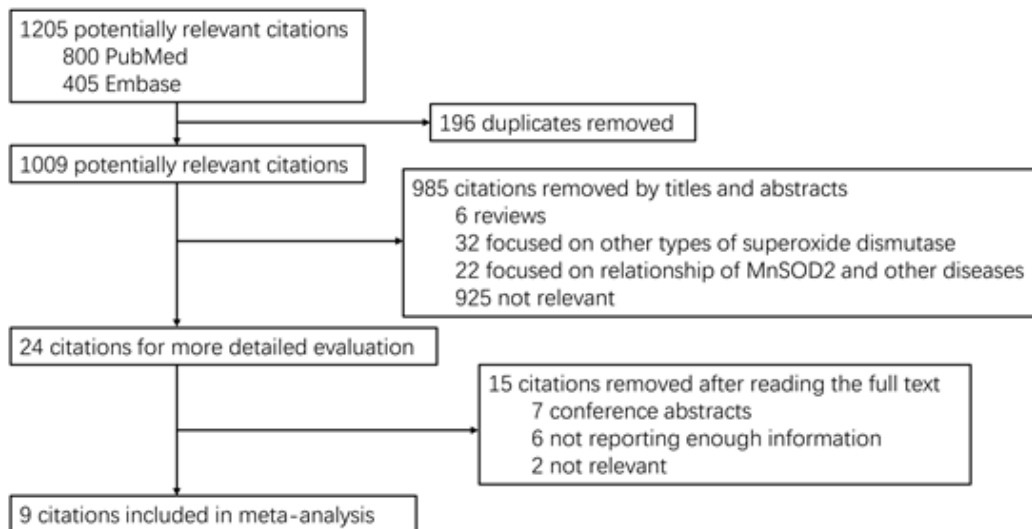 1205 potentially relevant citations
800 PubMed
405 Embase
196 duplicates removed
1009 potentially relevant citations
985 citations removed by titles and abstracts
6 reviews
32 focused on other types of superoxide dismutase
22 focused on relationship of MnSOD2 and other diseases
925 not relevant
24 citations for more detailed evaluation
15 citations removed after reading the full text
7 conference abstracts
6 not reporting enough information
2 not relevant
9 citations included in meta-analysis